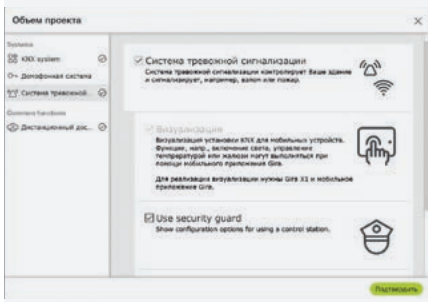 Объем проекта
Systems
KNX system
Домофонная система
Система тревожной...
Common functions
Дистанционный дос...
Система тревожной сигнализации
Система тревожной сигнализации контролирует Ваше здание
и сигнализирует, например, взлом или пожар.
Визуализация
Визуализация установки KNX для мобильных устройств.
Функции, напр., включение света, управление
температурой или жалюзи могут выполняться при
помощи мобильного приложения Gira.
Для реализации визуализации нужны Gira X1 и мобильное
приложение Gira.
Use security guard
Show configuration options for using a control station.
Подтвердить